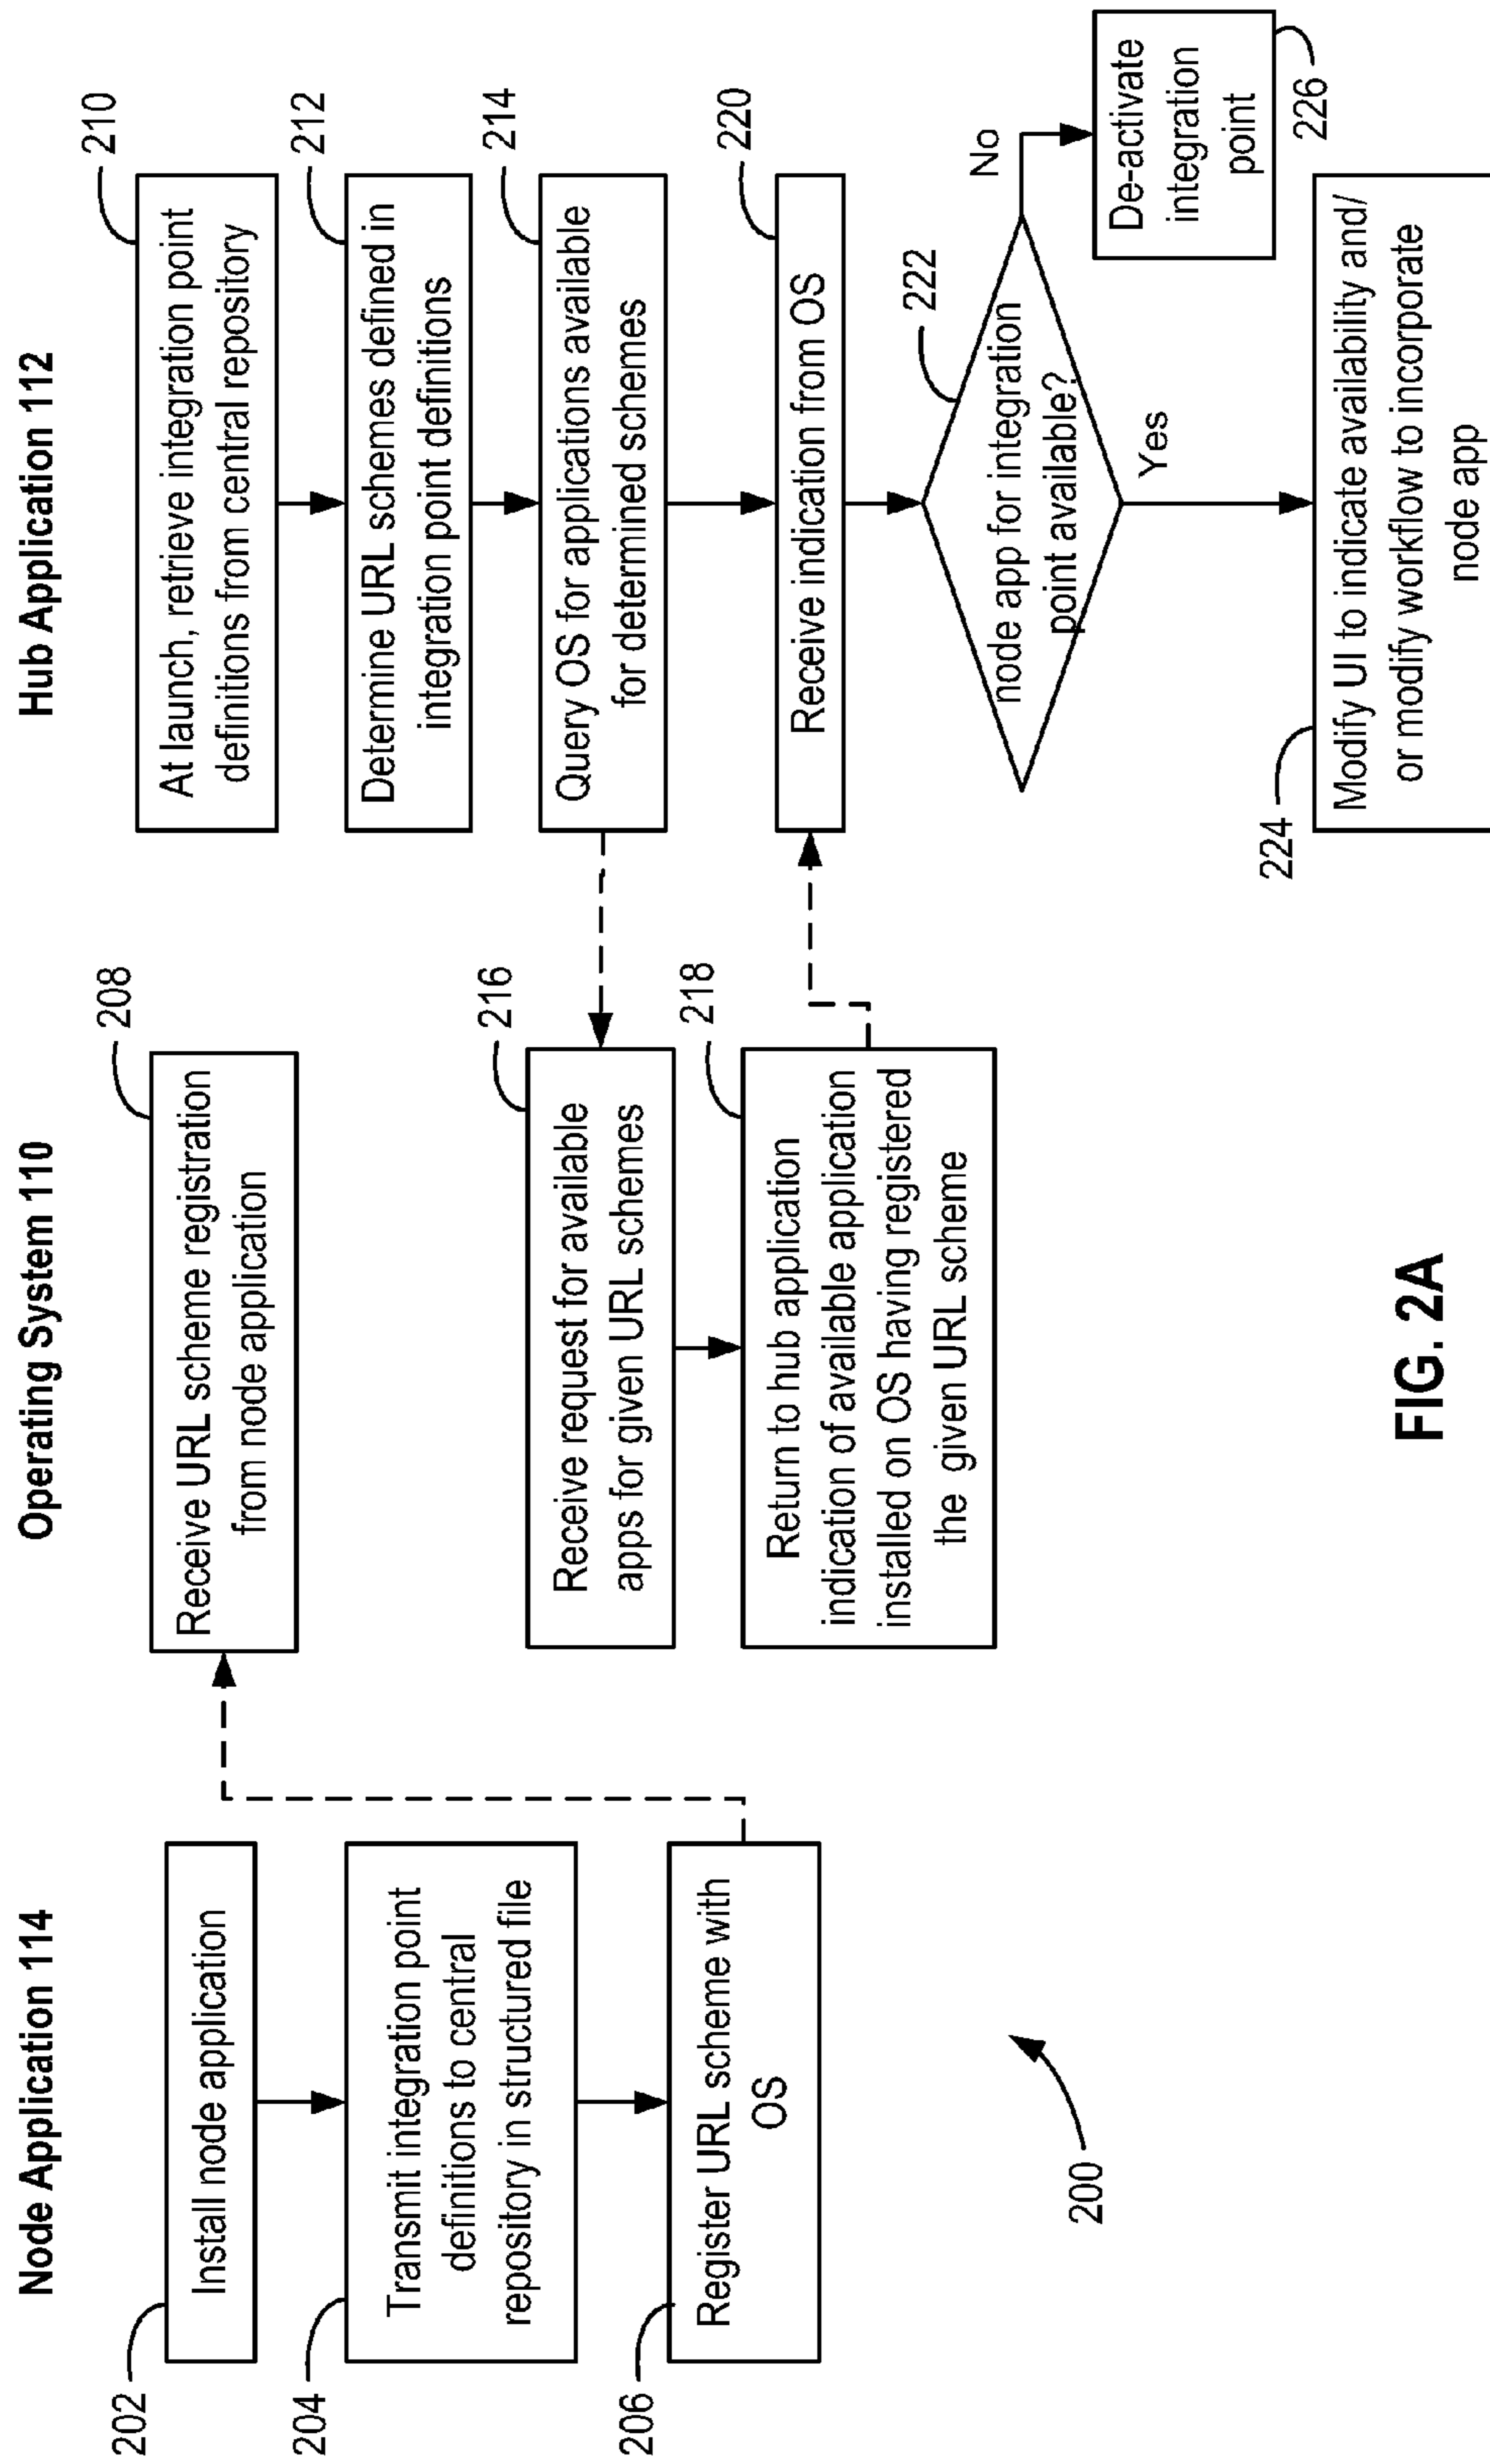 Node Application 114
202
Install node application
204
Transmit integration point
definitions to central
repository in structured file
206
Register URL scheme with
OS
200
Operating System 110
208
Receive URL scheme registration
from node application
216
Receive request for available
apps for given URL schemes
218
Return to hub application
indication of available application
installed on OS having registered
the given URL scheme
Hub Application 112
210
At launch, retrieve integration point
definitions from central repository
212
Determine URL schemes defined in
integration point definitions
214
Query OS for applications available
for determined schemes
220
Receive indication from OS
222
node app for integration
point available?
No
De-activate
integration
point
226
Yes
224
Modify UI to indicate availability and/
or modify workflow to incorporate
node app
FIG. 2A